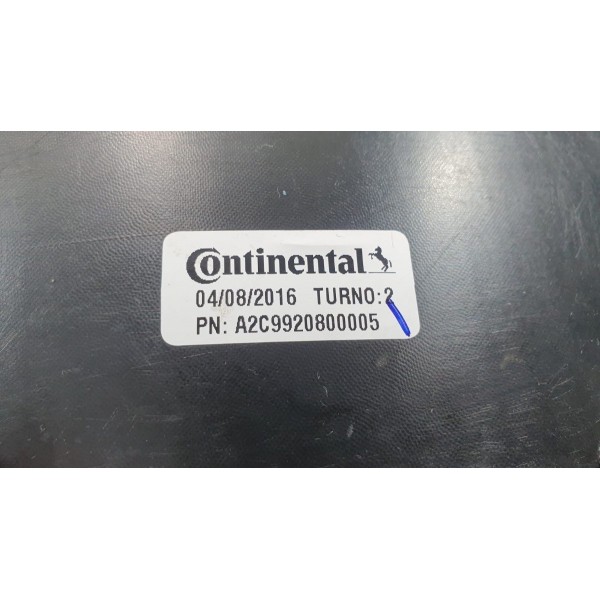 Continental
04/08/2016 TURNO:2
PN: A2C9920800005